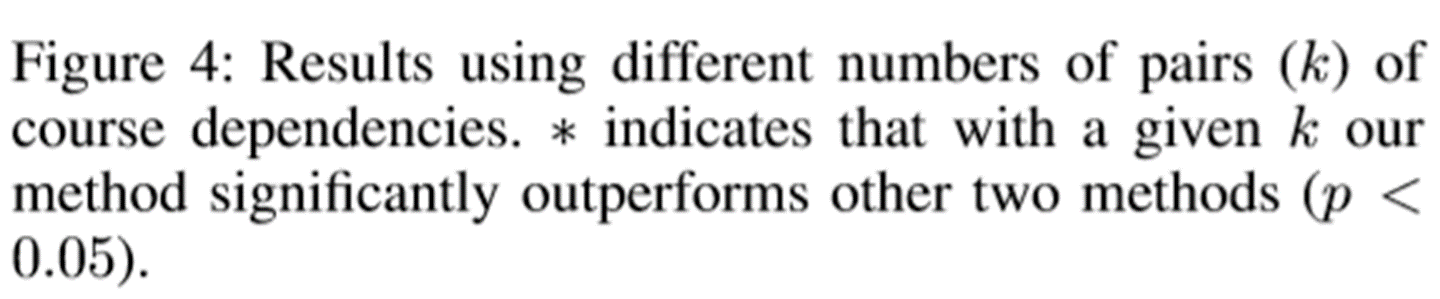 Figure 4: Results using different numbers of pairs (k) of
course dependencies. * indicates that with a given k our
method significantly outperforms other two methods (p <
0.05).